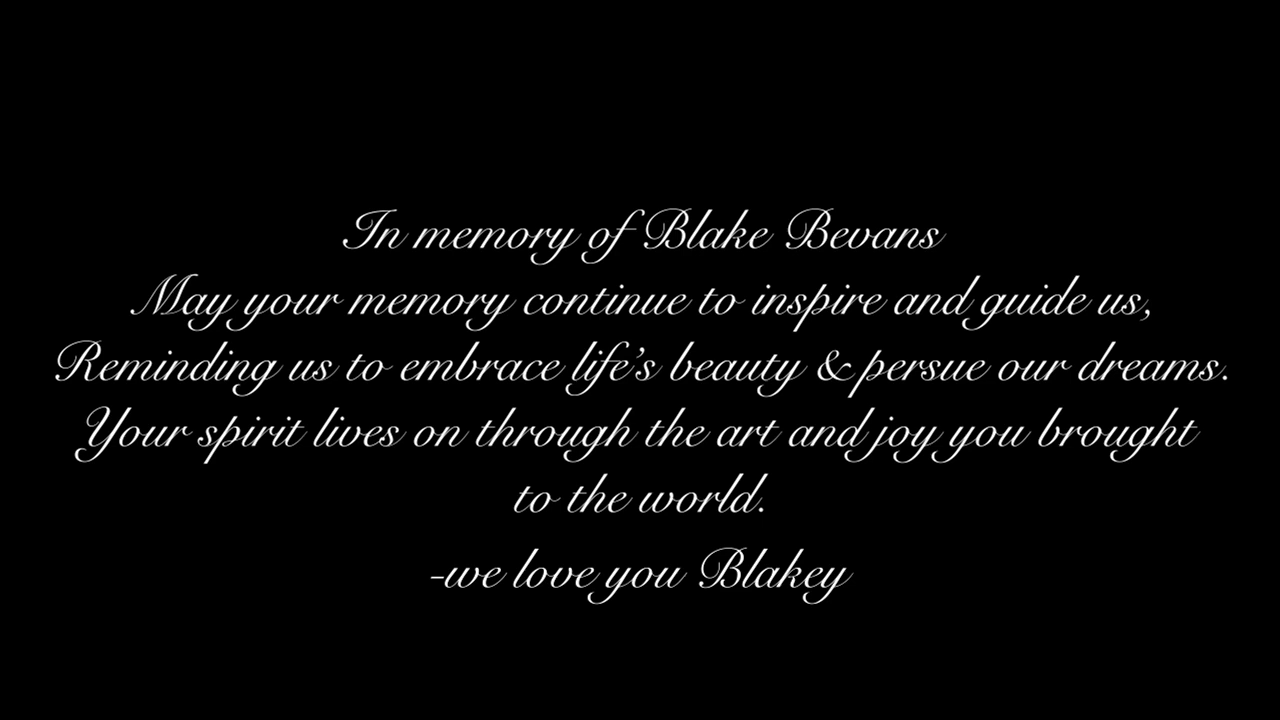 In memory of Blake Bevans
May your memory continue to inspire and guide us,
Reminding us to embrace life's beauty & persue our dreams.
Your spirit lives on through the art and joy you brought
to the world.
-we love you Blakey